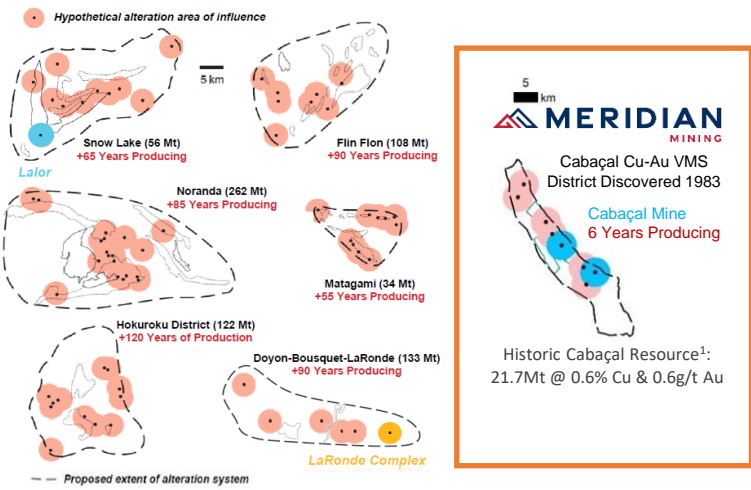 Hypothetical alteration area of influence
5 km
Snow Lake (56 Mt)
+65 Years Producing
Lalor
Flin Flon (108 Mt)
+90 Years Producing
Noranda (262 Mt)
+85 Years Producing
Matagami (34 Mt)
+55 Years Producing
Hokuroku District (122 Mt)
+120 Years of Production
Doyon-Bousquet-LaRonde (133 Mt)
+90 Years Producing
LaRonde Complex
Proposed extent of alteration system
5
km
MERIDIAN
MINING
Cabaçal Cu-Au VMS
District Discovered 1983
Cabaçal Mine
6 Years Producing
Historic Cabaçal Resource¹:
21.7Mt @ 0.6% Cu & 0.6g/t Au